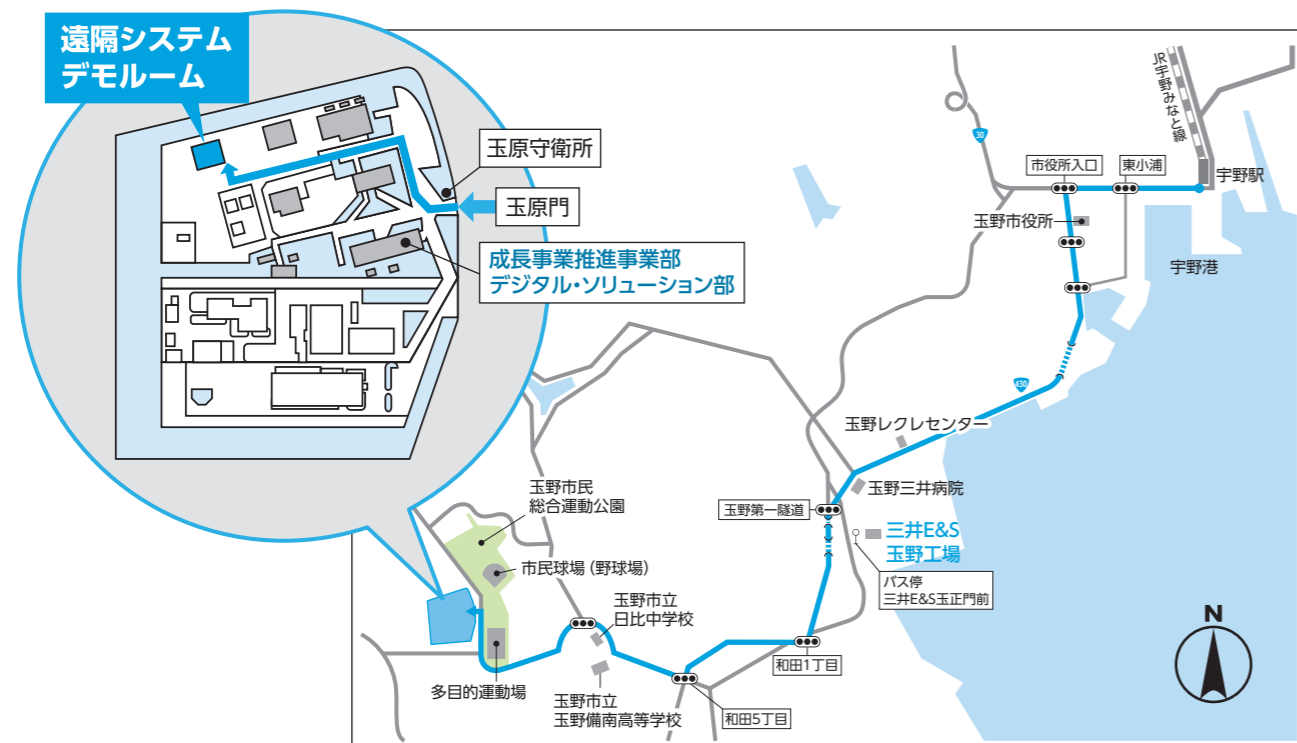 遠隔システム
デモルーム
玉原守衛所
玉原門
成長事業推進事業部
デジタル・ソリューション部
JR宇野みなと線
30
市役所入口
東小浦
宇野駅
玉野市役所
宇野港
430
玉野レクレセンター
玉野三井病院
玉野第一隧道
三井E&S
玉野工場
バス停
三井E&S玉正門前
玉野市民
総合運動公園
市民球場（野球場）
玉野市立
日比中学校
和田1丁目
多目的運動場
玉野市立
玉野備南高等学校
和田5丁目
N